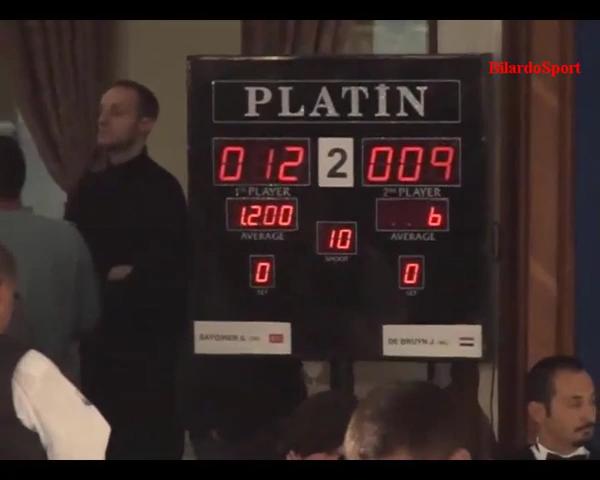 BilardoSport
PLATİN
012 2 009
1ST PLAYER 2ND PLAYER
1.200 6
AVERAGE 10 AVERAGE
SHOOT
0 0
SET SET
SAYGINER S. DE BRUYN J.